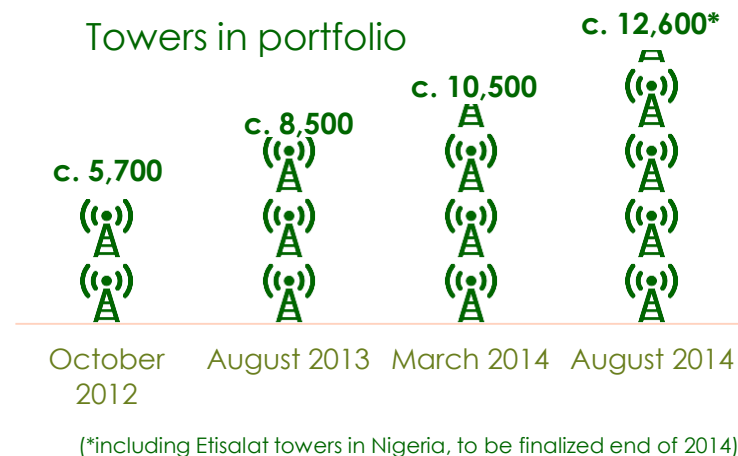 Towers in portfolio
c. 5,700
c. 8,500
c. 10,500
c. 12,600*
October
2012
August 2013
March 2014
August 2014
(*including Etisalat towers in Nigeria, to be finalized end of 2014)